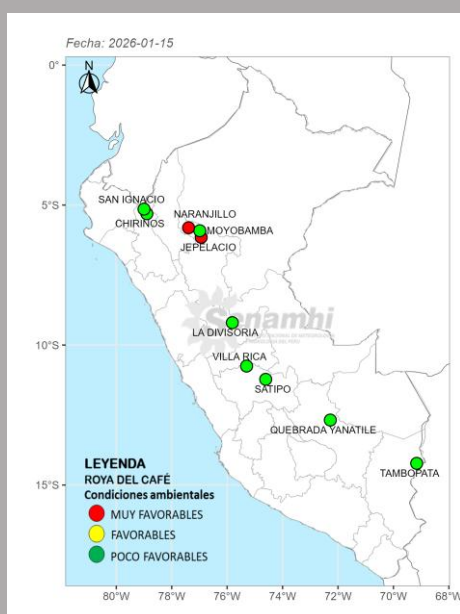 Fecha: 2026-01-15
N
0°
5°S
10°S
15°S
SAN IGNACIO
CHIRINOS
NARANJILLO
MOYOBAMBA
JEPELACIO
Senamhi
LA DIVISORIA
VILLA RICA
SATIPO
QUEBRADA YANATILE
TAMBOPATA
LEYENDA
ROYA DEL CAFÉ
Condiciones ambientales
MUY FAVORABLES
FAVORABLES
POCO FAVORABLES
80°W 78°W 76°W 74°W 72°W 70°W 68°W